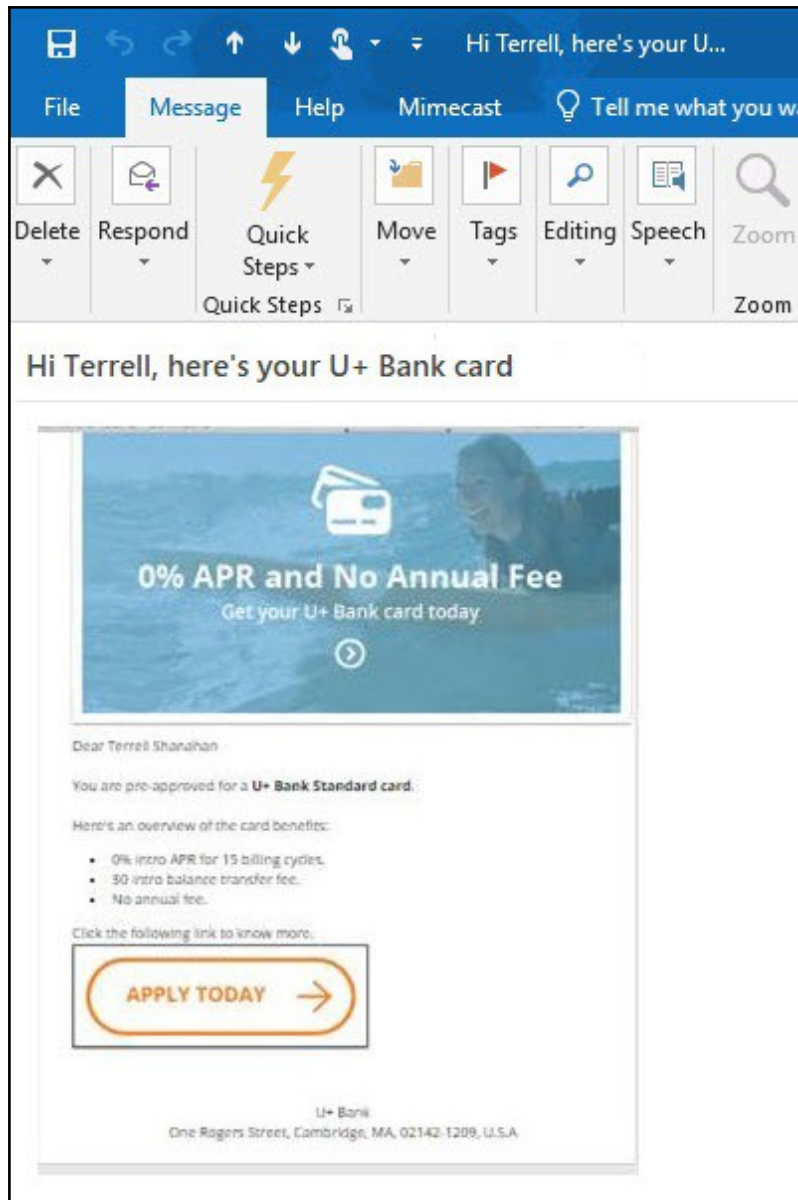 Hi Terrell, here's your U...
File Message Help Mimecast Tell me what you wa
Delete Respond Quick Steps Move Tags Editing Speech Zoom
Quick Steps Zoom
Hi Terrell, here's your U+ Bank card
0% APR and No Annual Fee
Get your U+ Bank card today
Dear Terrell Shanahan
You are pre-approved for a U+ Bank Standard card.
Here's an overview of the card benefits:
• 0% intro APR for 15 billing cycles.
• $0 intro balance transfer fee.
• No annual fee.
Click the following link to know more.
APPLY TODAY
U+ Bank
One Rogers Street, Cambridge, MA, 02142-1209, U.S.A